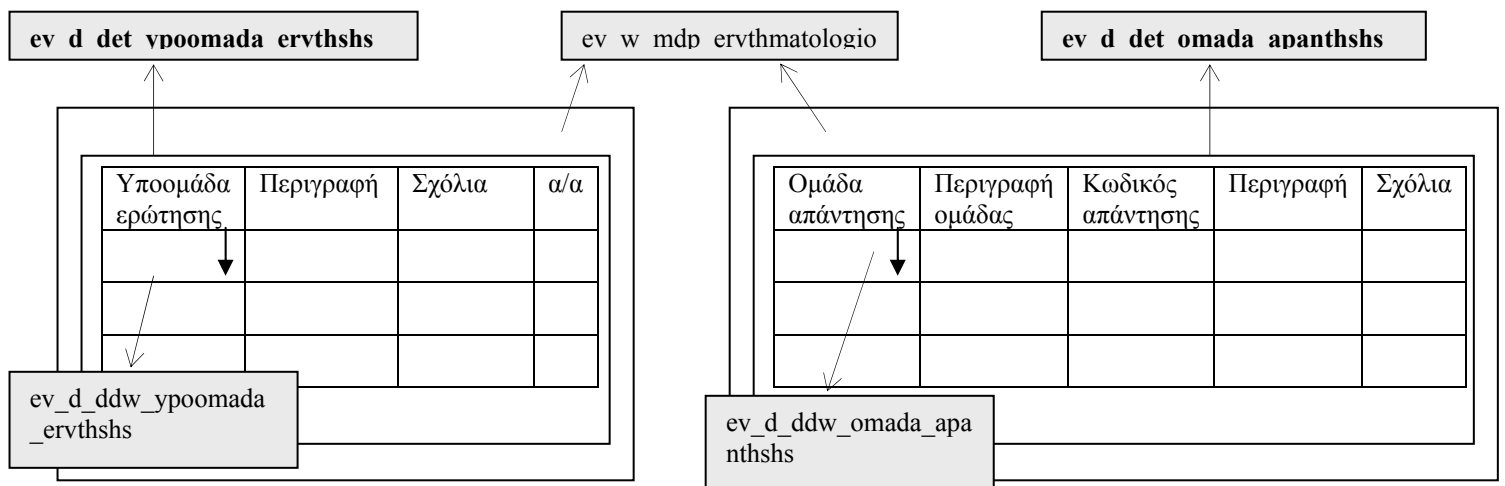 ev_d_det_ypoomada_ervthshs
ev_w_mdp_ervthmatologio
ev_d_det_omada_apanthshs
Υποομάδα ερώτησης
Περιγραφή
Σχόλια
α/α
Ομάδα απάντησης
Περιγραφή ομάδας
Κωδικός απάντησης
Περιγραφή
Σχόλια
ev_d_ddw_ypoomada
_ervthshs
ev_d_ddw_omada_apa
nthshs